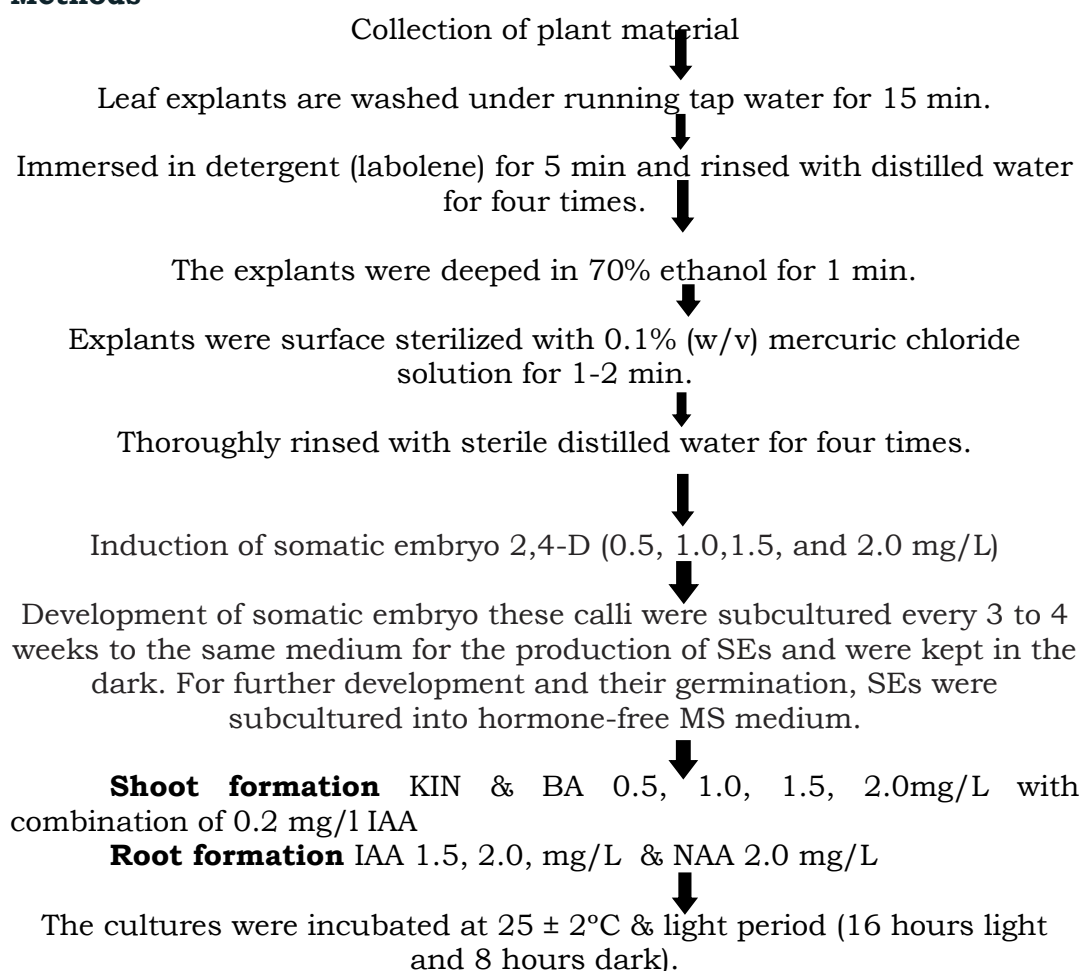 Methods
Collection of plant material
Leaf explants are washed under running tap water for 15 min.
Immersed in detergent (labolene) for 5 min and rinsed with distilled water
for four times.
The explants were deeped in 70% ethanol for 1 min.
Explants were surface sterilized with 0.1% (w/v) mercuric chloride
solution for 1-2 min.
Thoroughly rinsed with sterile distilled water for four times.
Induction of somatic embryo 2,4-D (0.5, 1.0,1.5, and 2.0 mg/L)
Development of somatic embryo these calli were subcultured every 3 to 4
weeks to the same medium for the production of SEs and were kept in the
dark. For further development and their germination, SEs were
subcultured into hormone-free MS medium.
Shoot formation KIN & BA 0.5, 1.0, 1.5, 2.0mg/L with
combination of 0.2 mg/l IAA
Root formation IAA 1.5, 2.0, mg/L & NAA 2.0 mg/L
The cultures were incubated at 25 ± 2°C & light period (16 hours light
and 8 hours dark).